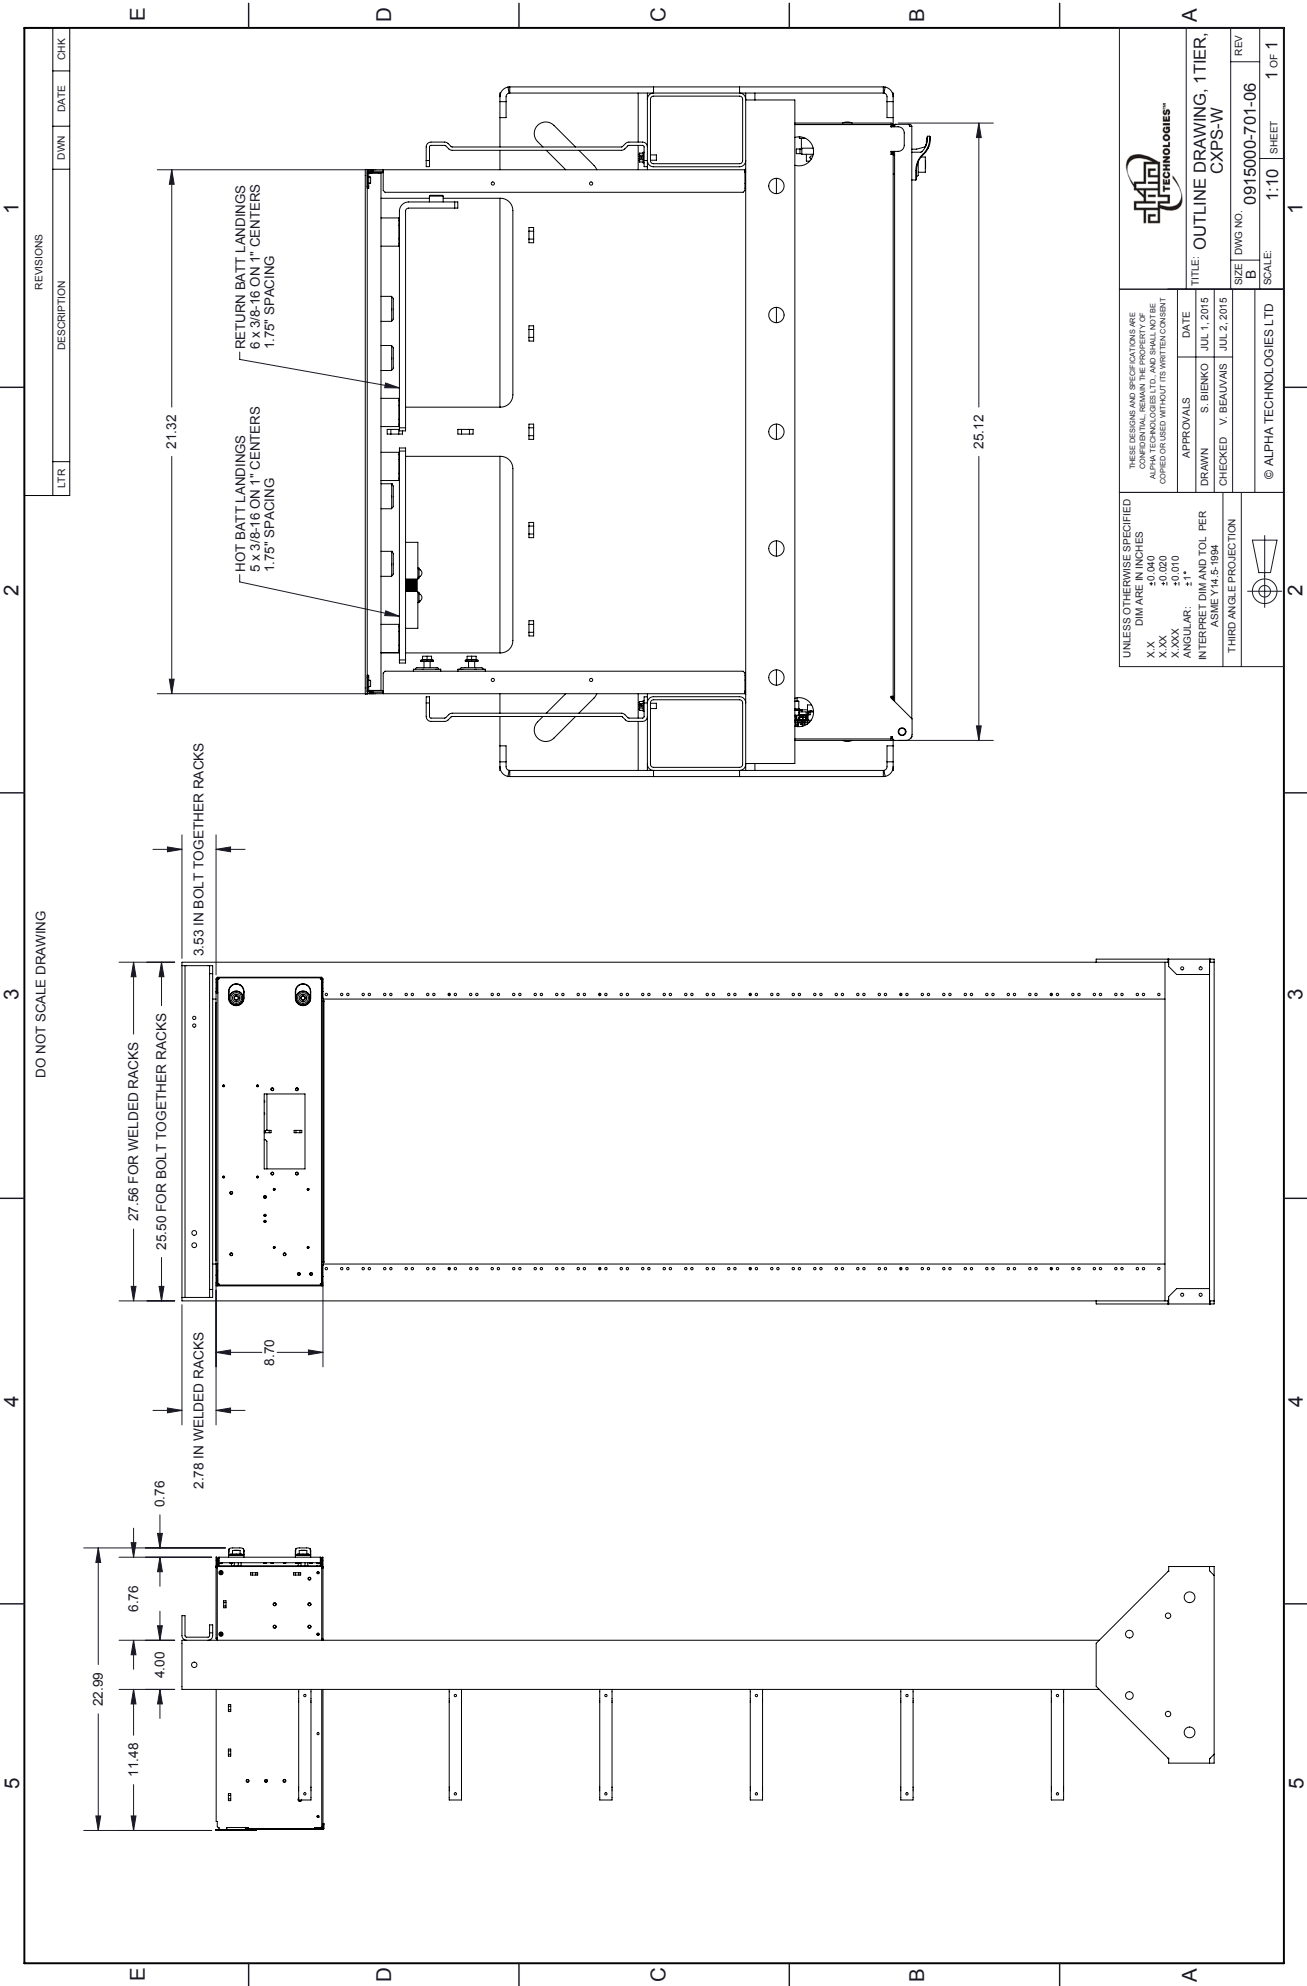 5
4
3
2
1
E
D
C
B
A
E
D
C
B
A
DO NOT SCALE DRAWING
REVISIONS
LTR
DESCRIPTION
DWN
DATE
CHK
22.99
11.48
4.00
6.76
0.76
2.78 IN WELDED RACKS
8.70
27.56 FOR WELDED RACKS
25.50 FOR BOLT TOGETHER RACKS
3.53 IN BOLT TOGETHER RACKS
21.32
HOT BATT LANDINGS
5 x 3/8-16 ON 1" CENTERS
1.75" SPACING
RETURN BATT LANDINGS
6 x 3/8-16 ON 1" CENTERS
1.75" SPACING
25.12
UNLESS OTHERWISE SPECIFIED
DIM ARE IN INCHES
X.X ±0.040
X.XX ±0.020
X.XXX ±0.010
ANGULAR: ±1°
INTERPRET DIM AND TOL PER
ASME Y14.5-1994
THIRD ANGLE PROJECTION
THESE DESIGNS AND SPECIFICATIONS ARE
CONFIDENTIAL, REMAIN THE PROPERTY OF
ALPHA TECHNOLOGIES LTD., AND SHALL NOT BE
COPIED OR USED WITHOUT ITS WRITTEN CONSENT
APPROVALS DATE
DRAWN S. BIENKO JUL 1, 2015
CHECKED V. BEAUVAIS JUL 2, 2015
© ALPHA TECHNOLOGIES LTD
TECHNOLOGIES™
TITLE: OUTLINE DRAWING, 1TIER,
CXPS-W
SIZE B
DWG NO. 0915000-701-06
REV
SCALE: 1:10
SHEET 1 OF 1
5
4
3
2
1